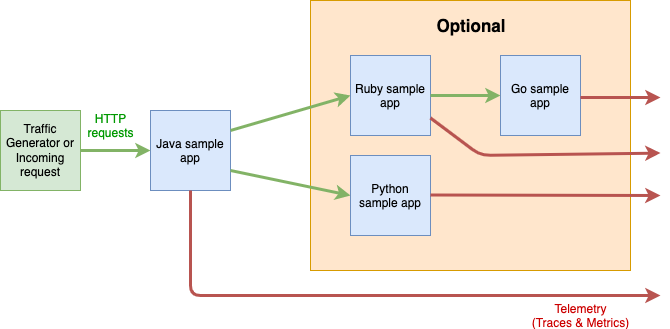 Optional
Ruby sample
app
Go sample
app
HTTP
requests
Traffic
Generator or
Incoming
request
Java sample
app
Python
sample app
Telemetry
(Traces & Metrics)